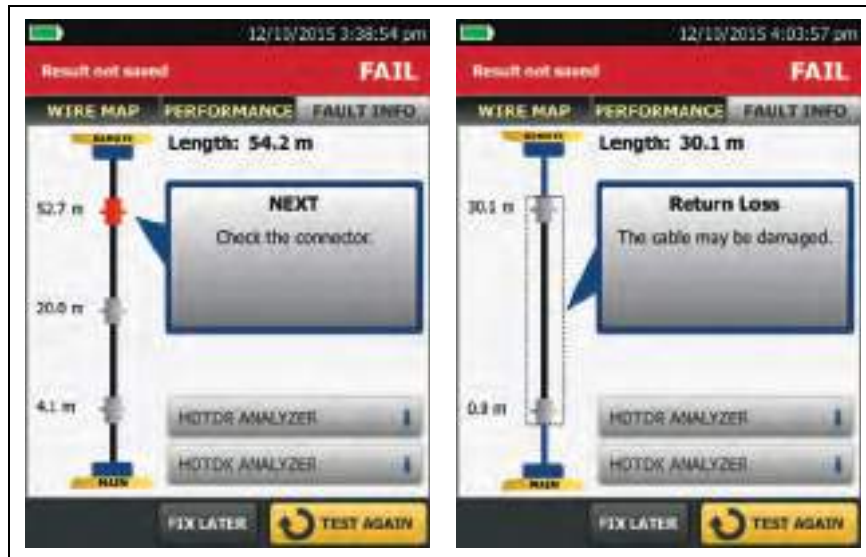 12/10/2015 3:38:54 pm
Result not saved
FAIL
WIRE MAP
PERFORMANCE
FAULT INFO
REMOTE
Length: 54.2 m
52.7 m
NEXT
Check the connector.
20.0 m
4.1 m
HDTDR ANALYZER
HDTDX ANALYZER
MAIN
FIX LATER
TEST AGAIN
12/10/2015 4:03:57 pm
Result not saved
FAIL
WIRE MAP
PERFORMANCE
FAULT INFO
REMOTE
Length: 30.1 m
30.1 m
Return Loss
The cable may be damaged.
0.9 m
HDTDR ANALYZER
HDTDX ANALYZER
MAIN
FIX LATER
TEST AGAIN